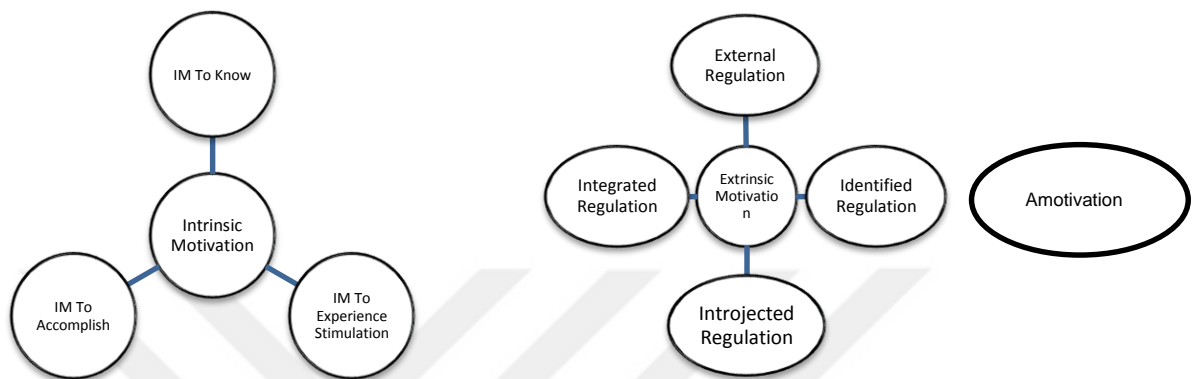 IM To Know
Intrinsic
Motivation
IM To
Accomplish
IM To
Experience
Stimulation
External
Regulation
Integrated
Regulation
Extrinsic
Motivatio
n
Identified
Regulation
Introjected
Regulation
Amotivation